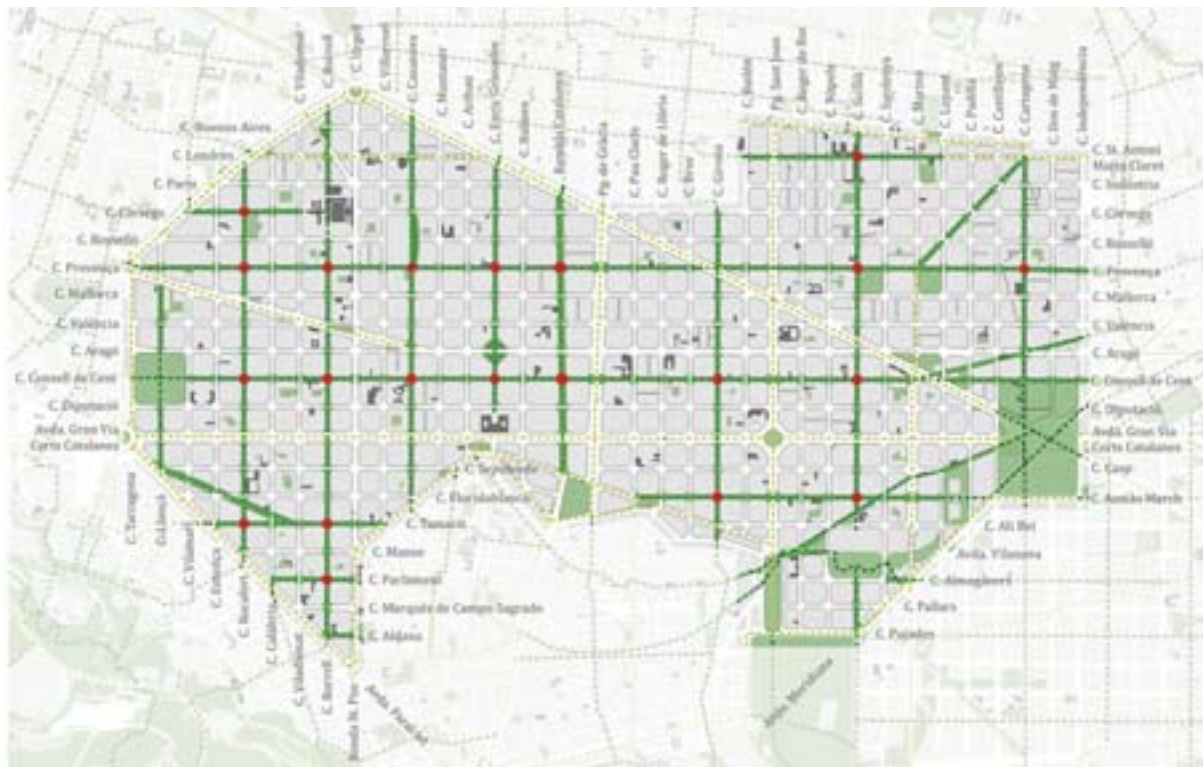 C. Viladomat
C. Borrell
C. Urgell
C. Villarroel
C. Casanova
C. Muntaner
C. Aribau
C. Enric Granados
C. Balmes
Rambla Catalunya
Pg de Gràcia
C. Pau Claris
C. Roger de Llúria
C. Bruc
C. Girona
C. Bailén
Pg. Sant Joan
C. Roger de Flor
C. Nàpols
C. Sicília
C. Sardenya
C. Marina
C. Lepant
C. Padilla
C. Castillejos
C. Cartagena
C. Dos de Maig
C. Independència
C. Buenos Aires
C. Londres
C. París
C. Còrsega
C. Rosselló
C. Provença
C. Mallorca
C. València
C. Aragó
C. Consell de Cent
C. Diputació
Avda. Gran Via
Corts Catalanes
C. St. Antoni
Maria Claret
C. Indústria
C. Còrsega
C. Rosselló
C. Provença
C. Mallorca
C. València
C. Aragó
C. Consell de Cent
C. Diputació
Avda. Gran Via
Corts Catalanes
C. Casp
C. Ausiàs March
C. Sepúlveda
C. Floridablanca
C. Tamarit
C. Manso
C. Parlament
C. Marquès de Campo Sagrado
C. Aldana
C. Alí Bei
Avda. Vilanova
C. Almogàvers
C. Pallars
C. Pujades
C. Tarragona
C. Llançà
C. Vilamarí
C. Entença
C. Rocafort
C. Calàbria
C. Viladomat
C. Borrell
Ronda St. Pau
Avda. Paral·lel
Avda. Meridiana